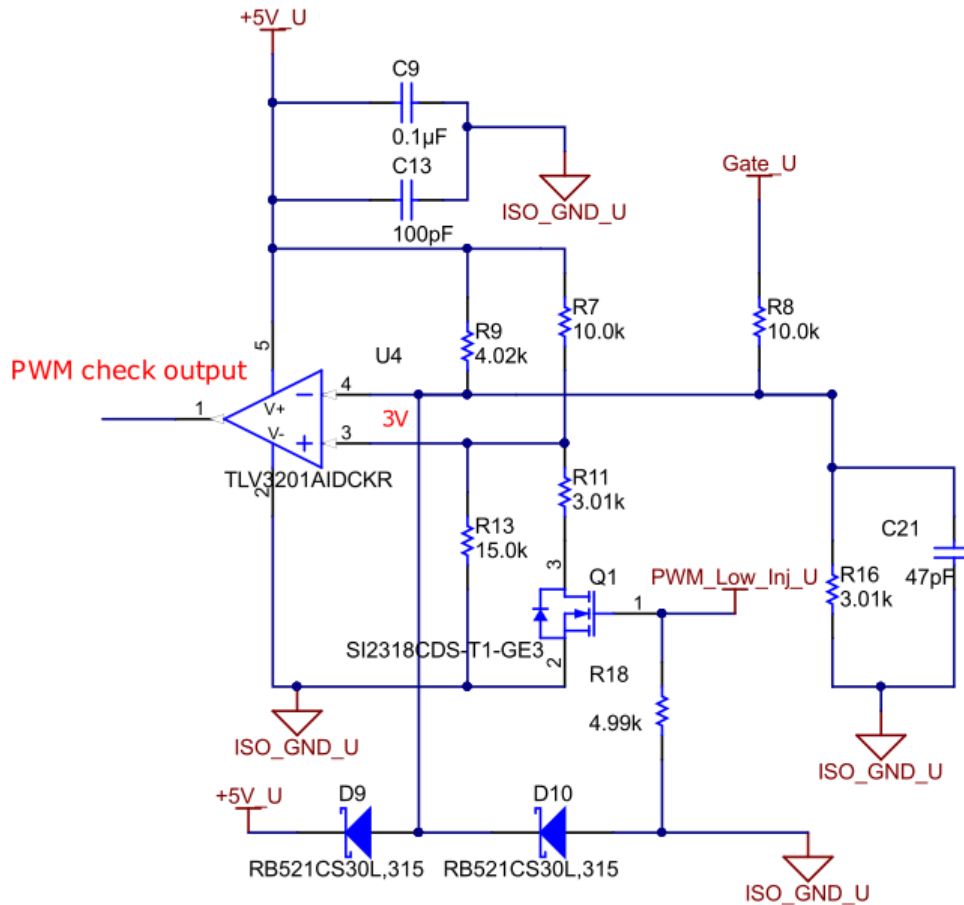 +5V_U
C9
0.1µF
C13
100pF
ISO_GND_U
Gate_U
R7
10.0k
R8
10.0k
R9
4.02k
U4
PWM check output
5
4
1
V+
V-
3V
3
2
TLV3201AIDCKR
R11
3.01k
R13
15.0k
3
Q1
1
PWM_Low_Inj_U
C21
47pF
R16
3.01k
SI2318CDS-T1-GE3
2
R18
4.99k
ISO_GND_U
ISO_GND_U
+5V_U
D9
D10
RB521CS30L,315
RB521CS30L,315
ISO_GND_U